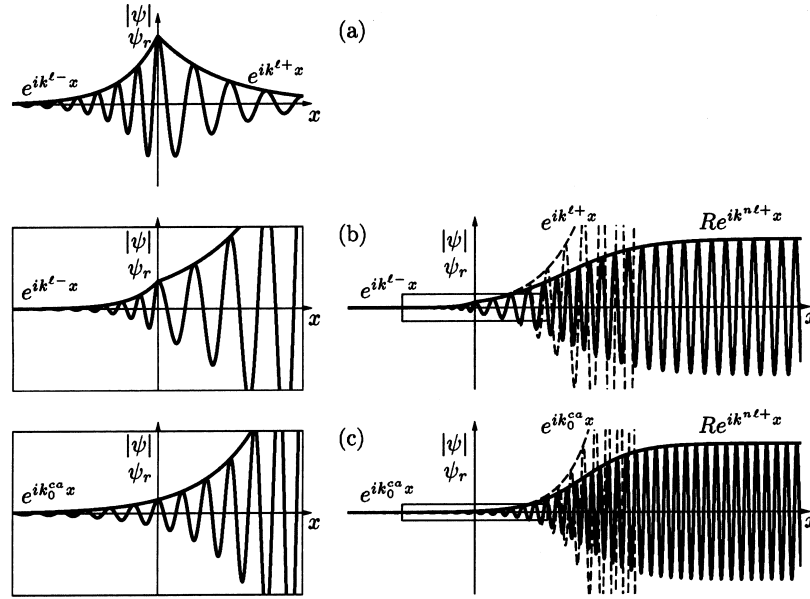 |ψ|
ψ_r
(a)
e^{ik^{ℓ-}x}
e^{ik^{ℓ+}x}
x
|ψ|
ψ_r
e^{ik^{ℓ-}x}
x
(b)
|ψ|
ψ_r
e^{ik^{ℓ-}x}
e^{ik^{ℓ+}x}
Re^{ik^{nℓ+}x}
x
|ψ|
ψ_r
e^{ik_0^{ca}x}
x
(c)
|ψ|
ψ_r
e^{ik_0^{ca}x}
e^{ik_0^{ca}x}
Re^{ik^{nℓ+}x}
x